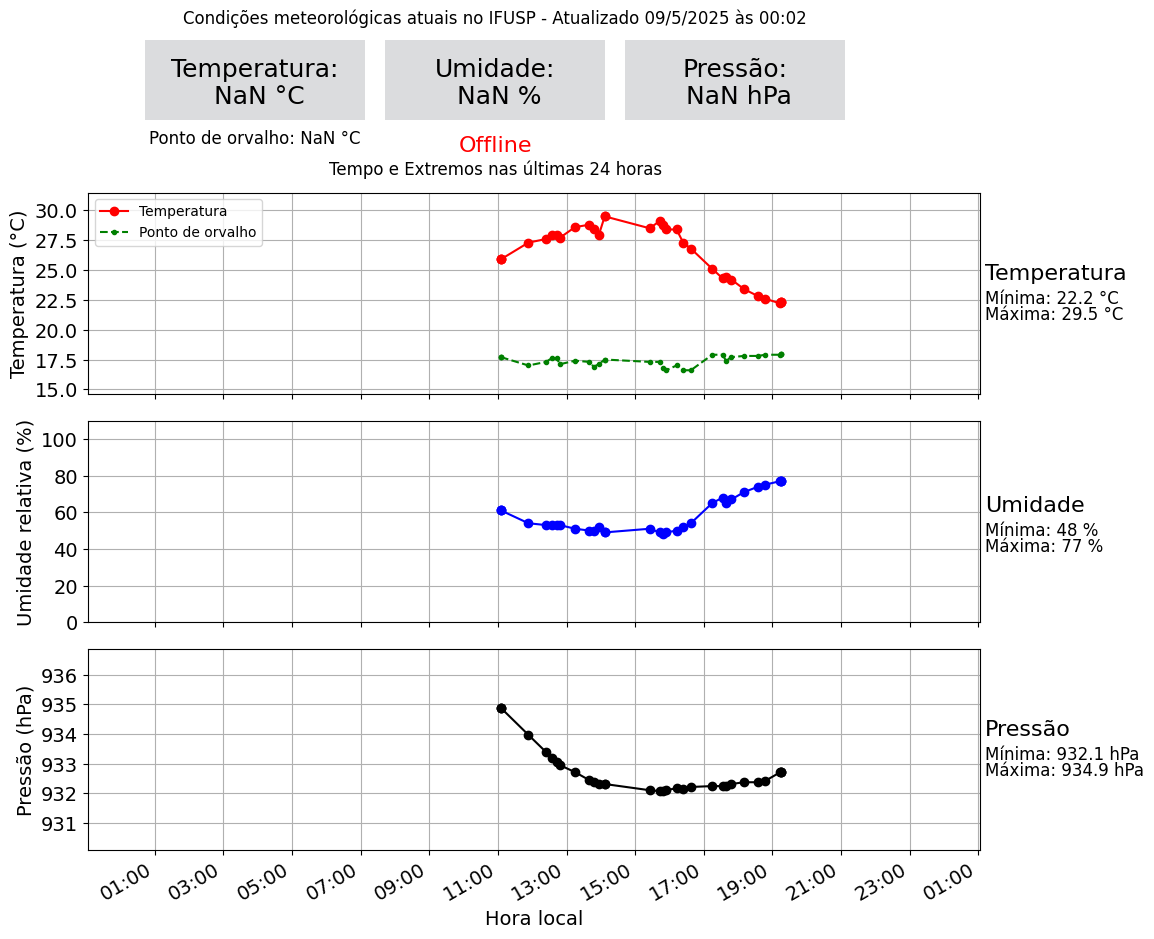 Condições meteorológicas atuais no IFUSP - Atualizado 09/5/2025 às 00:02
Temperatura:
NaN °C
Umidade:
NaN %
Pressão:
NaN hPa
Ponto de orvalho: NaN °C
Offline
Tempo e Extremos nas últimas 24 horas
Temperatura (°C)
30.0
27.5
25.0
22.5
20.0
17.5
15.0
Temperatura
Ponto de orvalho
Temperatura
Mínima: 22.2 °C
Máxima: 29.5 °C
Umidade relativa (%)
100
80
60
40
20
0
Umidade
Mínima: 48 %
Máxima: 77 %
Pressão (hPa)
936
935
934
933
932
931
Pressão
Mínima: 932.1 hPa
Máxima: 934.9 hPa
01:00
03:00
05:00
07:00
09:00
11:00
13:00
15:00
17:00
19:00
21:00
23:00
01:00
Hora local